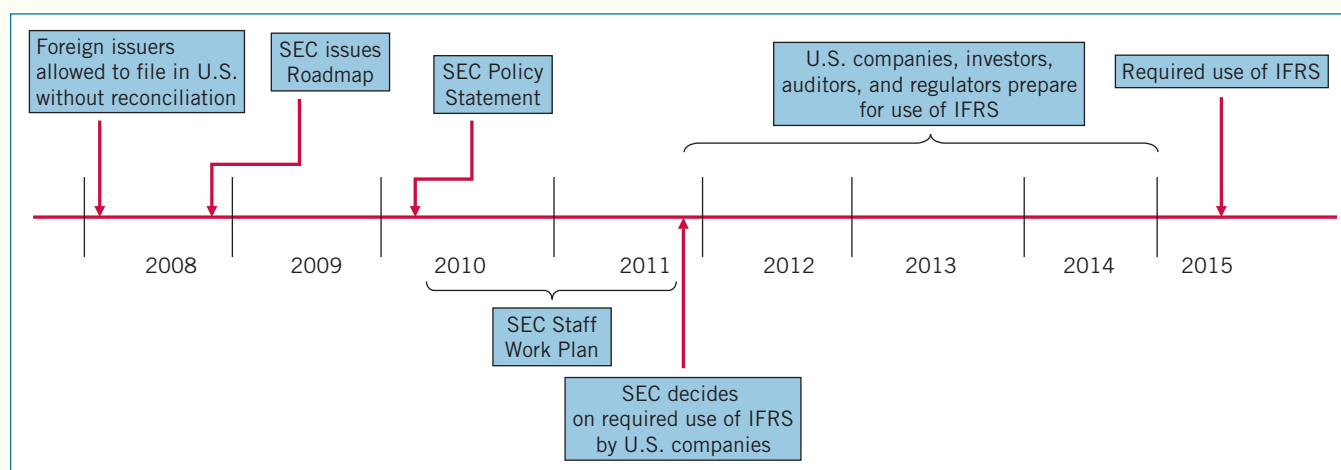 Foreign issuers
allowed to file in U.S.
without reconciliation
SEC issues
Roadmap
SEC Policy
Statement
U.S. companies, investors,
auditors, and regulators prepare
for use of IFRS
Required use of IFRS
2008
2009
2010
2011
2012
2013
2014
2015
SEC Staff
Work Plan
SEC decides
on required use of IFRS
by U.S. companies